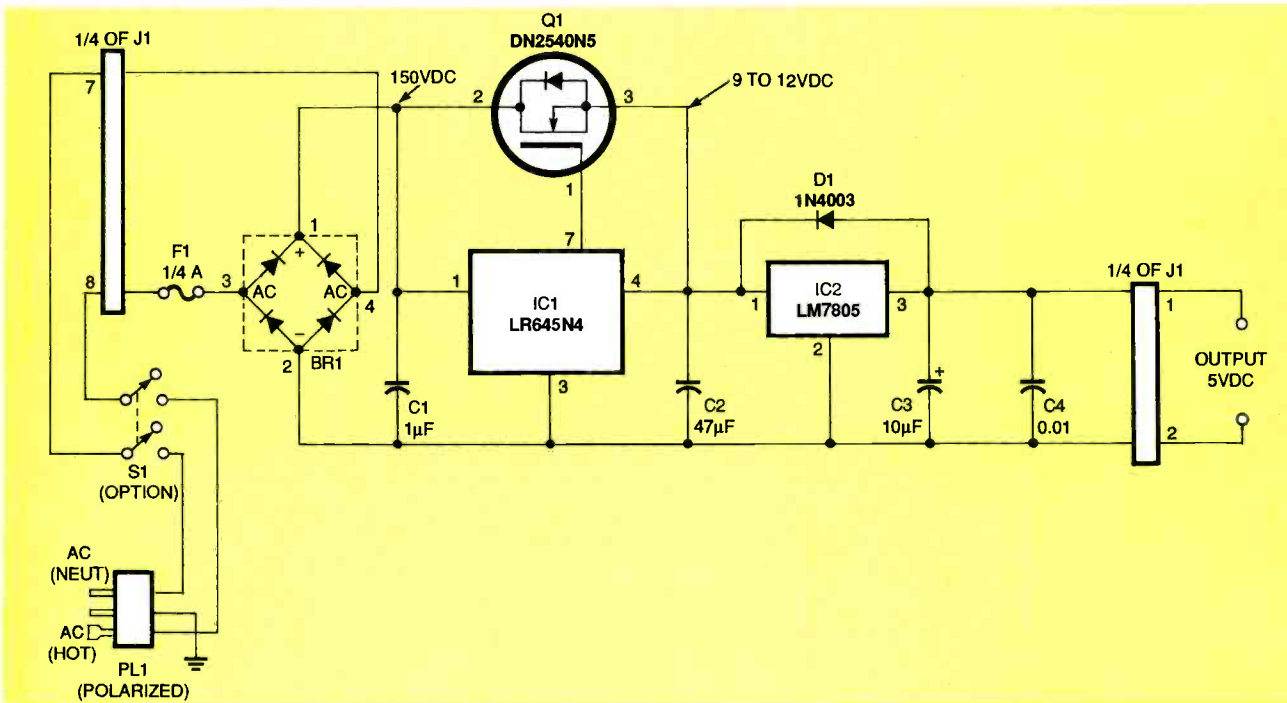 Q1
DN2540N5
1/4 OF J1
7
150VDC
2
3
9 TO 12VDC
1
D1
1N4003
F1
1/4 A
8
3
1
+
AC
AC
4
−
2
BR1
7
1
IC1
LR645N4
4
3
1
IC2
LM7805
3
2
1/4 OF J1
1
OUTPUT
5VDC
2
C1
1µF
C2
47µF
+
C3
10µF
C4
0.01
S1
(OPTION)
AC
(NEUT)
AC
(HOT)
PL1
(POLARIZED)